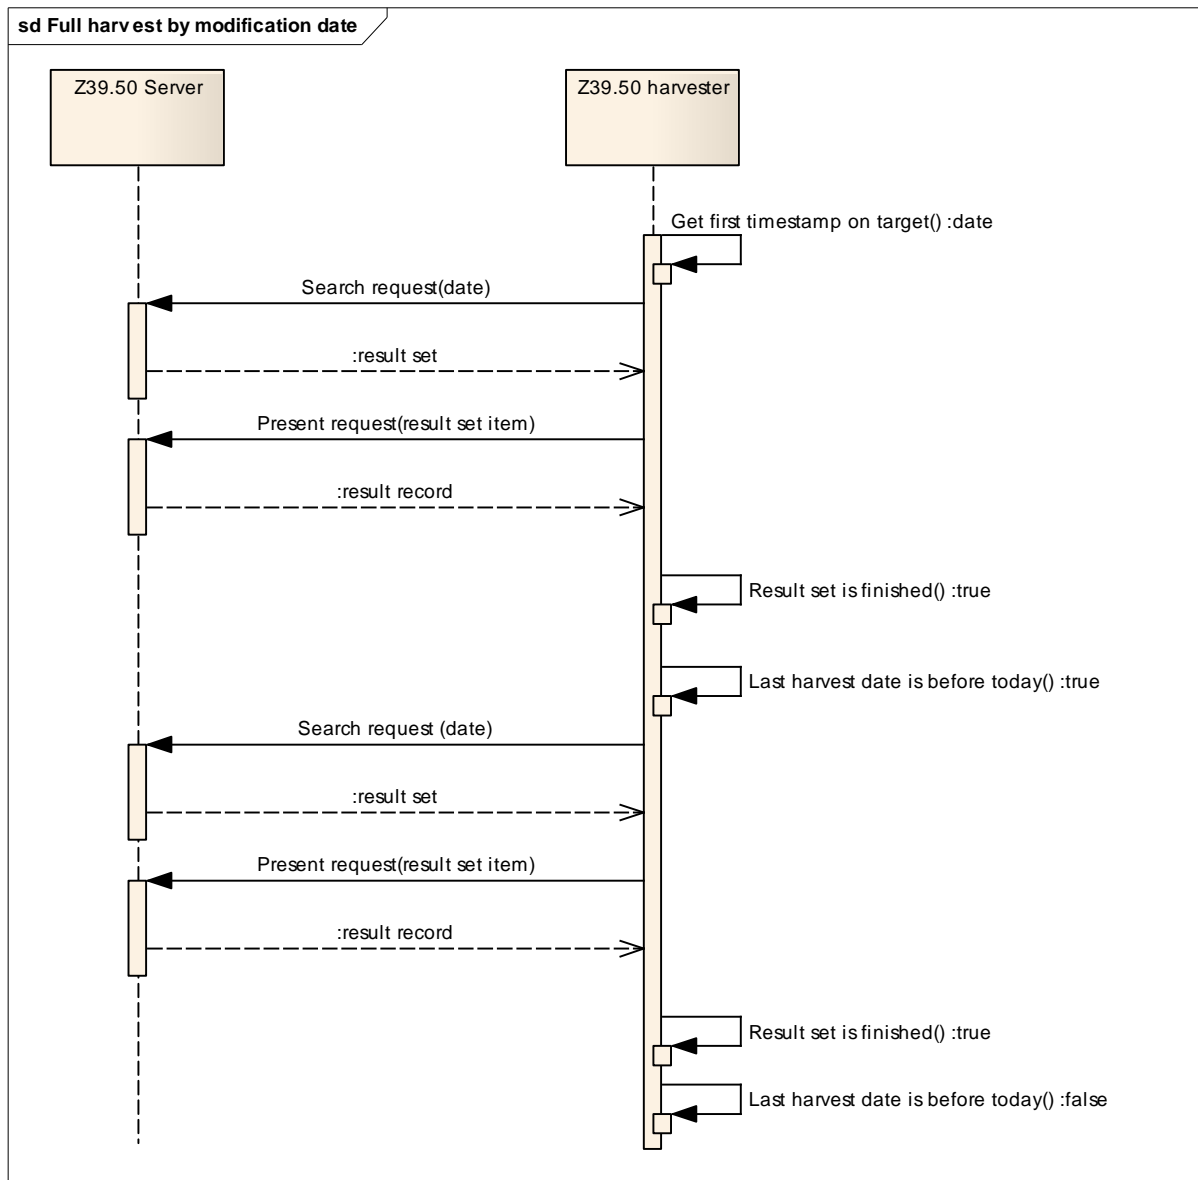 sd Full harvest by modification date
Z39.50 Server
Z39.50 harvester
Get first timestamp on target() :date
Search request(date)
:result set
Present request(result set item)
:result record
Result set is finished() :true
Last harvest date is before today() :true
Search request (date)
:result set
Present request(result set item)
:result record
Result set is finished() :true
Last harvest date is before today() :false